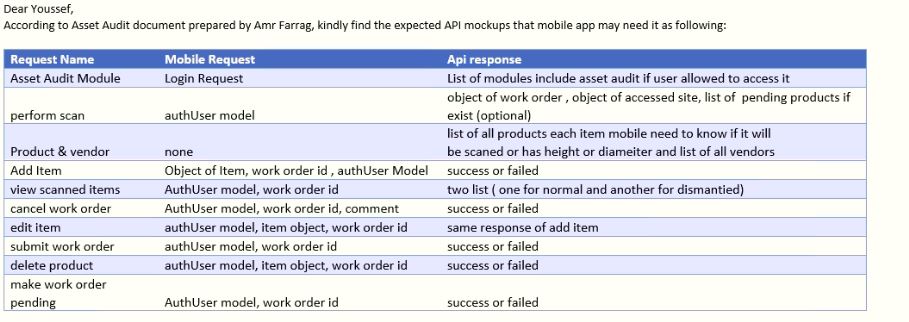 Dear Youssef,
According to Asset Audit document prepared by Amr Farrag, kindly find the expected API mockups that mobile app may need it as following:
Request Name Mobile Request Api response
Asset Audit Module Login Request List of modules include asset audit if user allowed to access it
object of work order , object of accessed site, list of pending products if
perform scan authUser model exist (optional)
list of all products each item mobile need to know if it will
Product & vendor none be scaned or has height or diameiter and list of all vendors
Add Item Object of Item, work order id , authUser Model success or failed
view scanned items AuthUser model, work order id two list ( one for normal and another for dismantied)
cancel work order AuthUser model, work order id, comment success or failed
edit item authUser model, item object, work order id same response of add item
submit work order authUser model, work order id success or failed
delete product authUser model, item object, work order id success or failed
make work order
pending AuthUser model, work order id success or failed